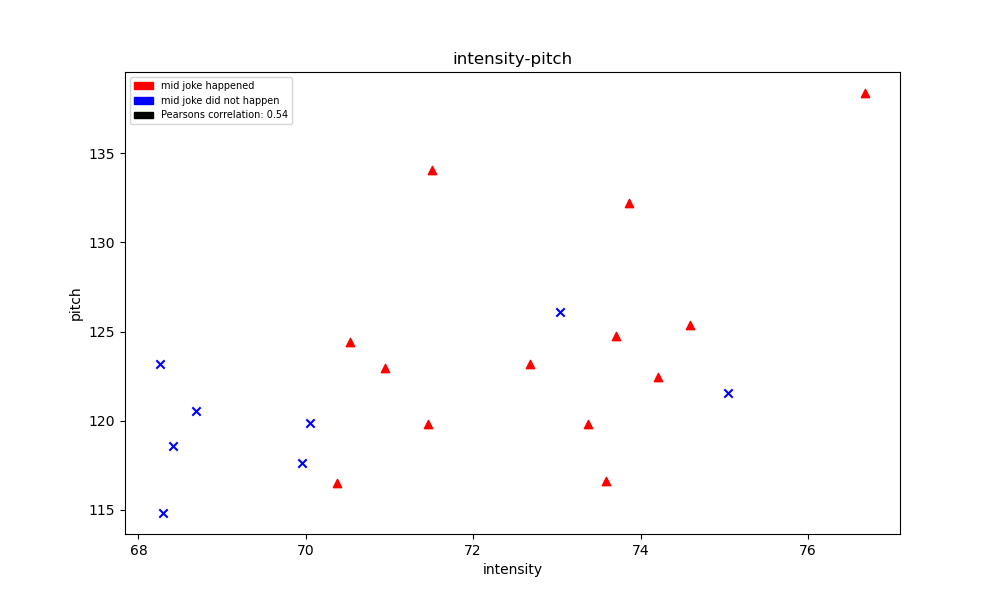 intensity-pitch
mid joke happened
mid joke did not happen
Pearsons correlation: 0.54
135
130
125
120
115
pitch
68 70 72 74 76
intensity